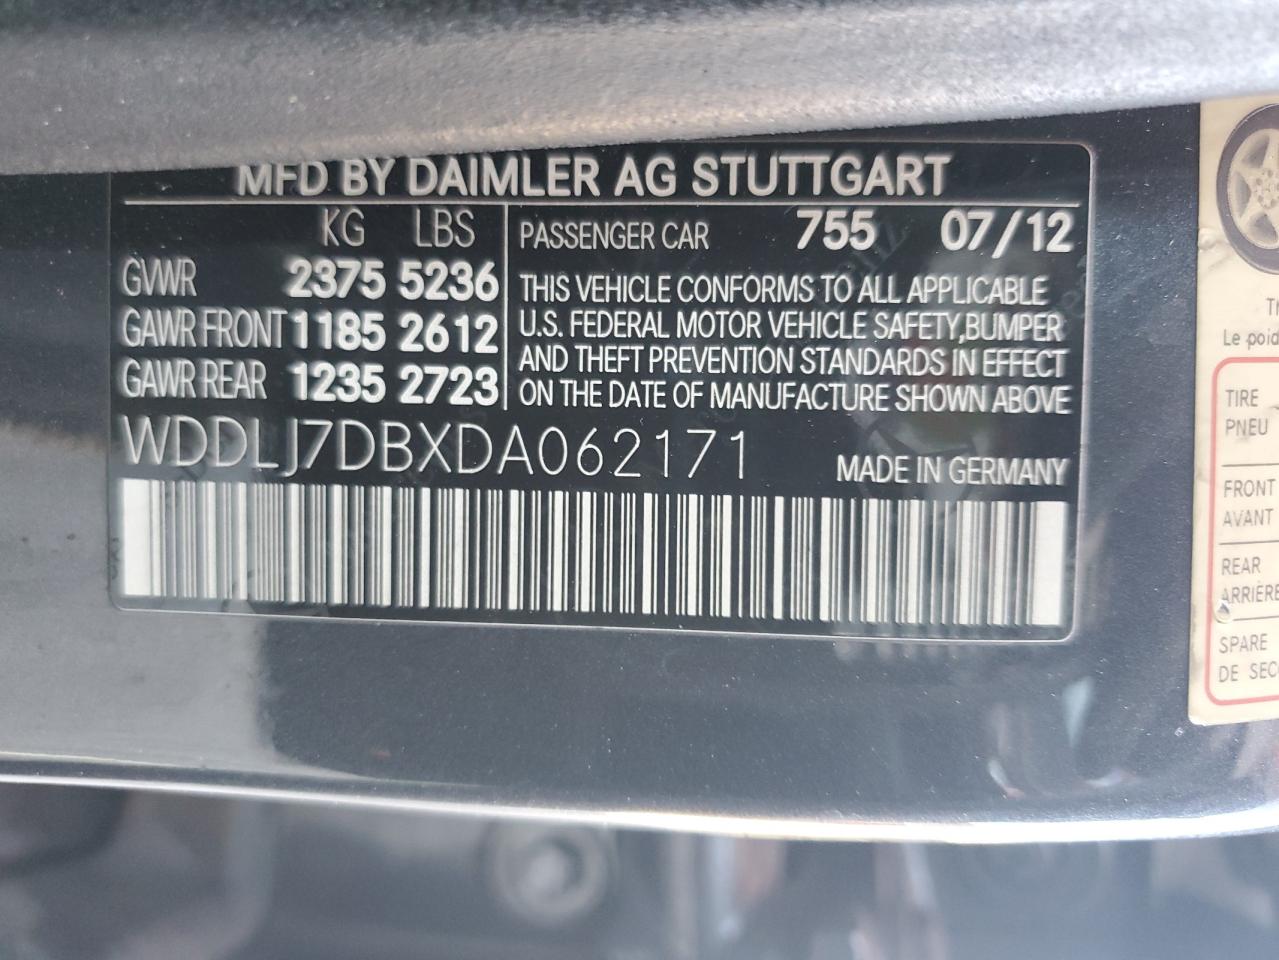 MFD BY DAIMLER AG STUTTGART
KG LBS
GVWR 2375 5236
GAWR FRONT 1185 2612
GAWR REAR 1235 2723
PASSENGER CAR 755 07/12
THIS VEHICLE CONFORMS TO ALL APPLICABLE
U.S. FEDERAL MOTOR VEHICLE SAFETY,BUMPER
AND THEFT PREVENTION STANDARDS IN EFFECT
ON THE DATE OF MANUFACTURE SHOWN ABOVE
WDDLJ7DBXDA062171
MADE IN GERMANY
Le poid
TIRE
PNEU
FRONT
AVANT
REAR
ARRIÈRE
SPARE
DE SECO